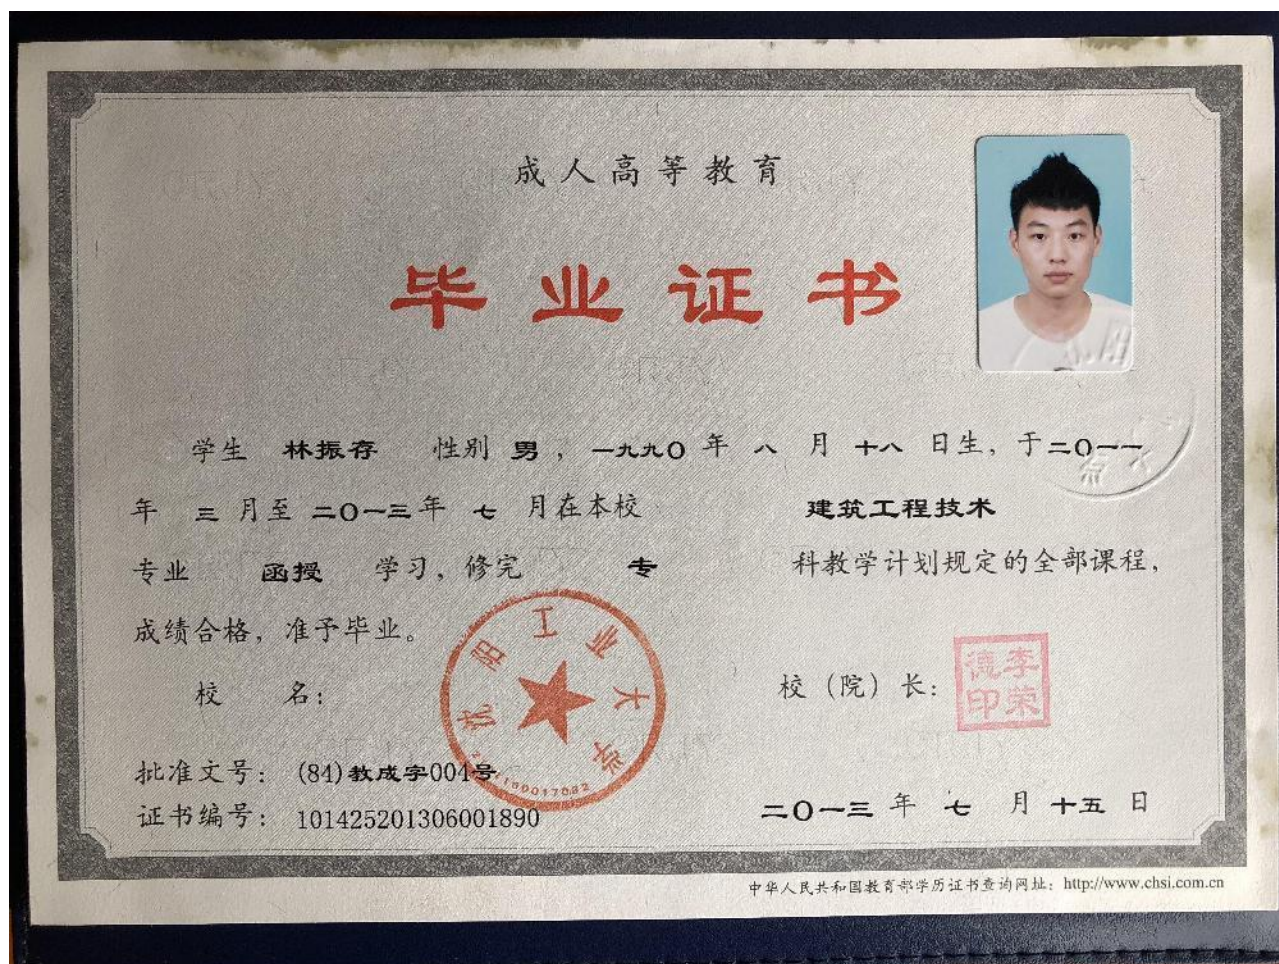 成人高等教育
毕业证书
学生 林振存 性别 男，一九九〇 年 八 月 十八 日生，于二〇一一
年 三 月至 二〇一三年 七 月在本校 建筑工程技术
专业 函授 学习，修完 专 科教学计划规定的全部课程，
成绩合格，准予毕业。
校 名：
沈阳工业大学
校（院）长：
李荣德印
批准文号：(84)教成字004号
证书编号：101425201306001890
二〇一三 年 七 月 十五 日
中华人民共和国教育部学历证书查询网址：http://www.chsi.com.cn